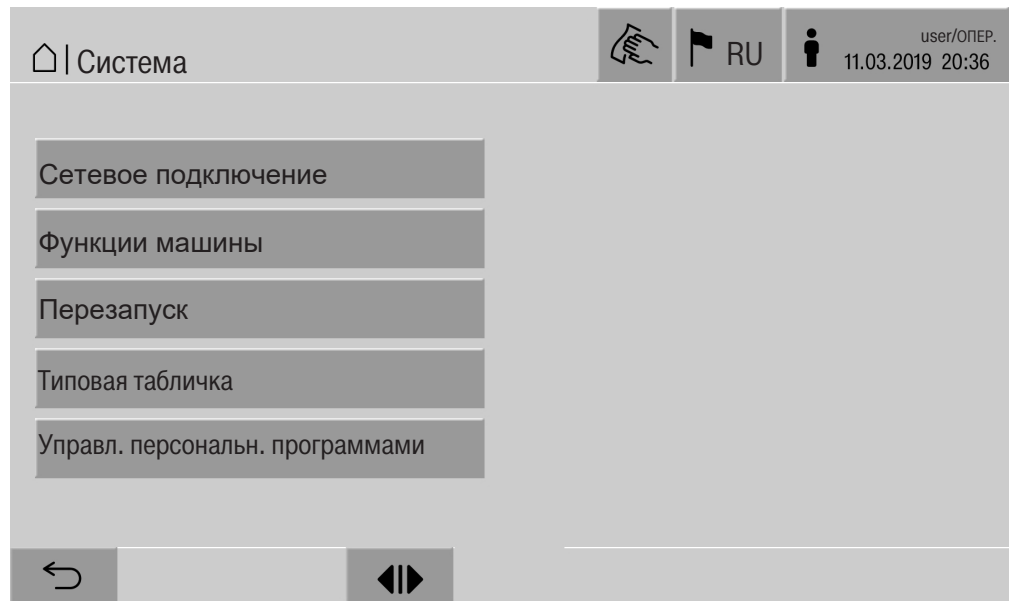 Система
RU
user/ОПЕР.
11.03.2019 20:36
Сетевое подключение
Функции машины
Перезапуск
Типовая табличка
Управл. персональн. программами